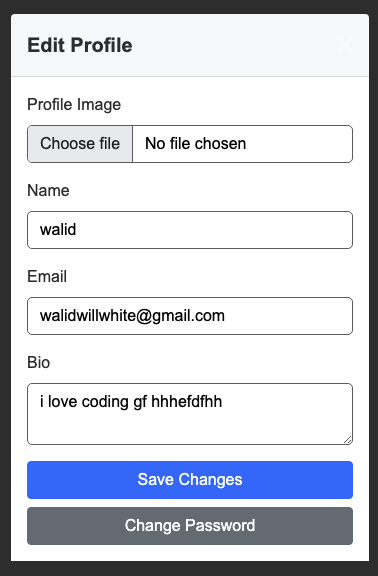 Edit Profile
Profile Image
Choose file No file chosen
Name
walid
Email
walidwillwhite@gmail.com
Bio
i love coding gf hhhefdfhh
Save Changes
Change Password